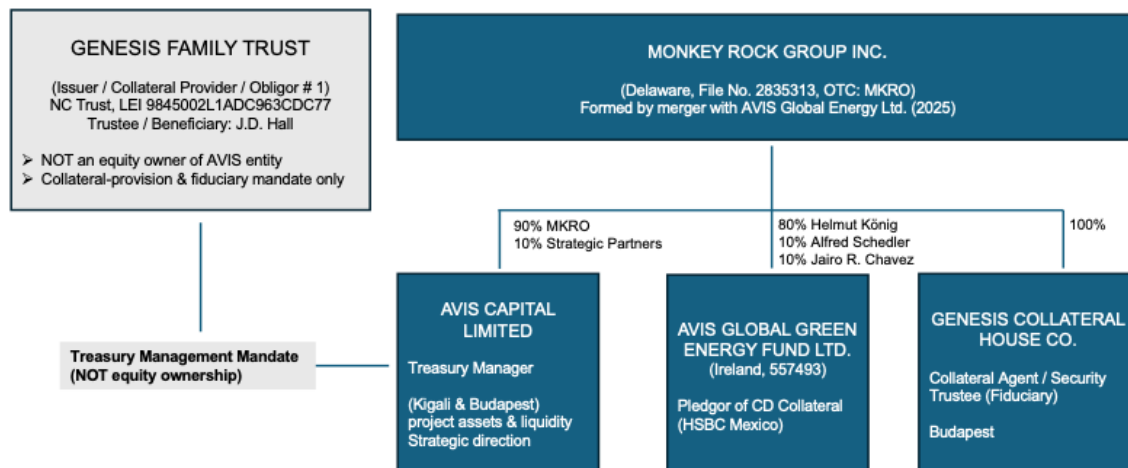 GENESIS FAMILY TRUST
(Issuer / Collateral Provider / Obligor # 1)
NC Trust, LEI 9845002L1ADC963CDC77
Trustee / Beneficiary: J.D. Hall
➢ NOT an equity owner of AVIS entity
➢ Collateral-provision & fiduciary mandate only
MONKEY ROCK GROUP INC.
(Delaware, File No. 2835313, OTC: MKRO)
Formed by merger with AVIS Global Energy Ltd. (2025)
90% MKRO
10% Strategic Partners
80% Helmut König
10% Alfred Schedler
10% Jairo R. Chavez
100%
Treasury Management Mandate
(NOT equity ownership)
AVIS CAPITAL
LIMITED
Treasury Manager
(Kigali & Budapest)
project assets & liquidity
Strategic direction
AVIS GLOBAL GREEN
ENERGY FUND LTD.
(Ireland, 557493)
Pledgor of CD Collateral
(HSBC Mexico)
GENESIS COLLATERAL
HOUSE CO.
Collateral Agent / Security
Trustee (Fiduciary)
Budapest